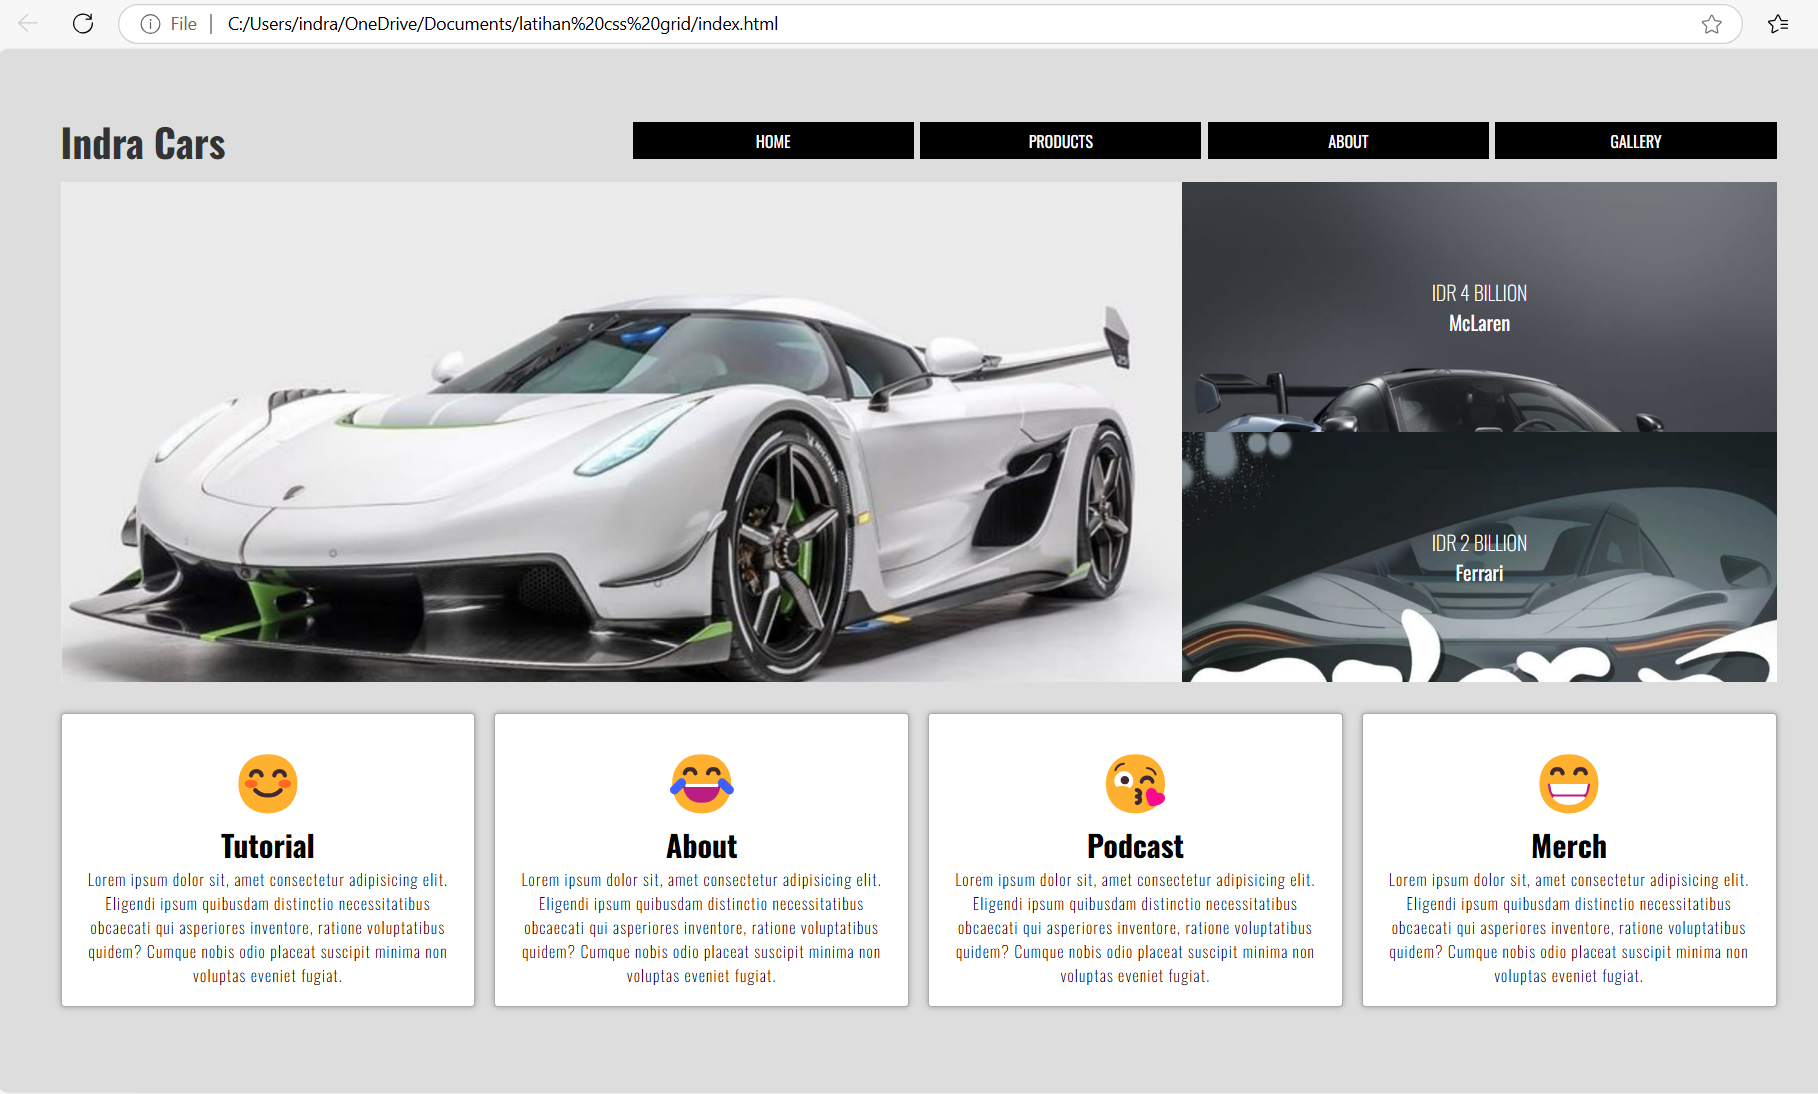 File
C:/Users/indra/OneDrive/Documents/latihan%20css%20grid/index.html
Indra Cars
HOME
PRODUCTS
ABOUT
GALLERY
IDR 4 BILLION
McLaren
IDR 2 BILLION
Ferrari
Tutorial
Lorem ipsum dolor sit, amet consectetur adipisicing elit.
Eligendi ipsum quibusdam distinctio necessitatibus
obcaecati qui asperiores inventore, ratione voluptatibus
quidem? Cumque nobis odio placeat suscipit minima non
voluptas eveniet fugiat.
About
Lorem ipsum dolor sit, amet consectetur adipisicing elit.
Eligendi ipsum quibusdam distinctio necessitatibus
obcaecati qui asperiores inventore, ratione voluptatibus
quidem? Cumque nobis odio placeat suscipit minima non
voluptas eveniet fugiat.
Podcast
Lorem ipsum dolor sit, amet consectetur adipisicing elit.
Eligendi ipsum quibusdam distinctio necessitatibus
obcaecati qui asperiores inventore, ratione voluptatibus
quidem? Cumque nobis odio placeat suscipit minima non
voluptas eveniet fugiat.
Merch
Lorem ipsum dolor sit, amet consectetur adipisicing elit.
Eligendi ipsum quibusdam distinctio necessitatibus
obcaecati qui asperiores inventore, ratione voluptatibus
quidem? Cumque nobis odio placeat suscipit minima non
voluptas eveniet fugiat.